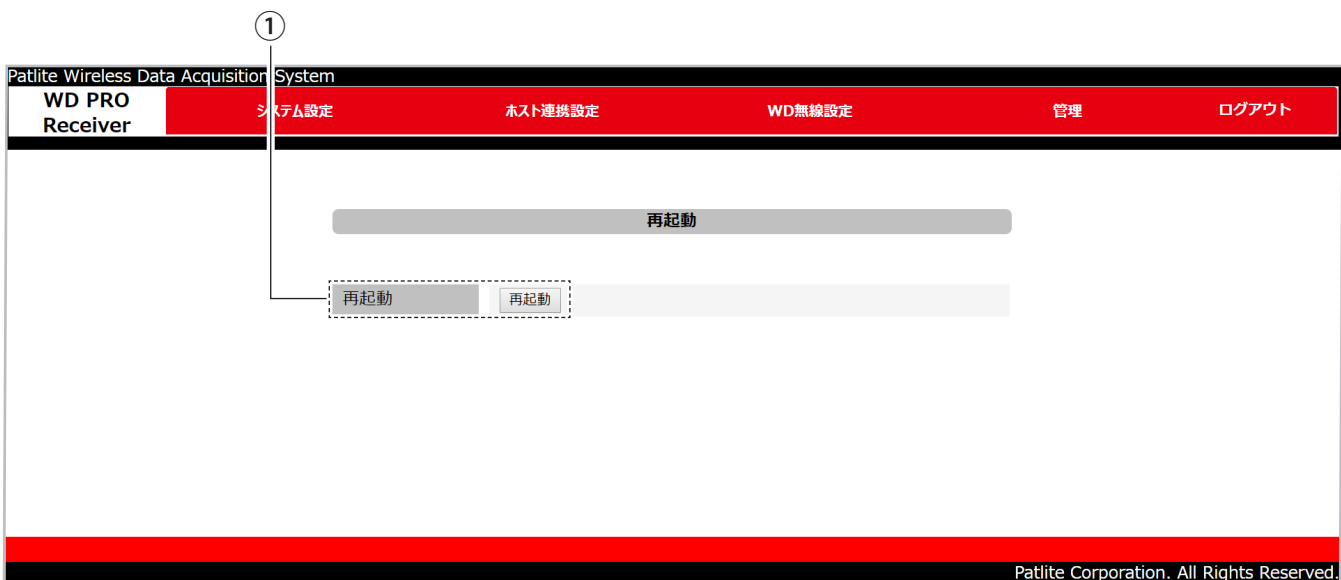 ①
Patlite Wireless Data Acquisition System
WD PRO
Receiver
システム設定
ホスト連携設定
WD無線設定
管理
ログアウト
再起動
再起動
再起動
Patlite Corporation. All Rights Reserved.